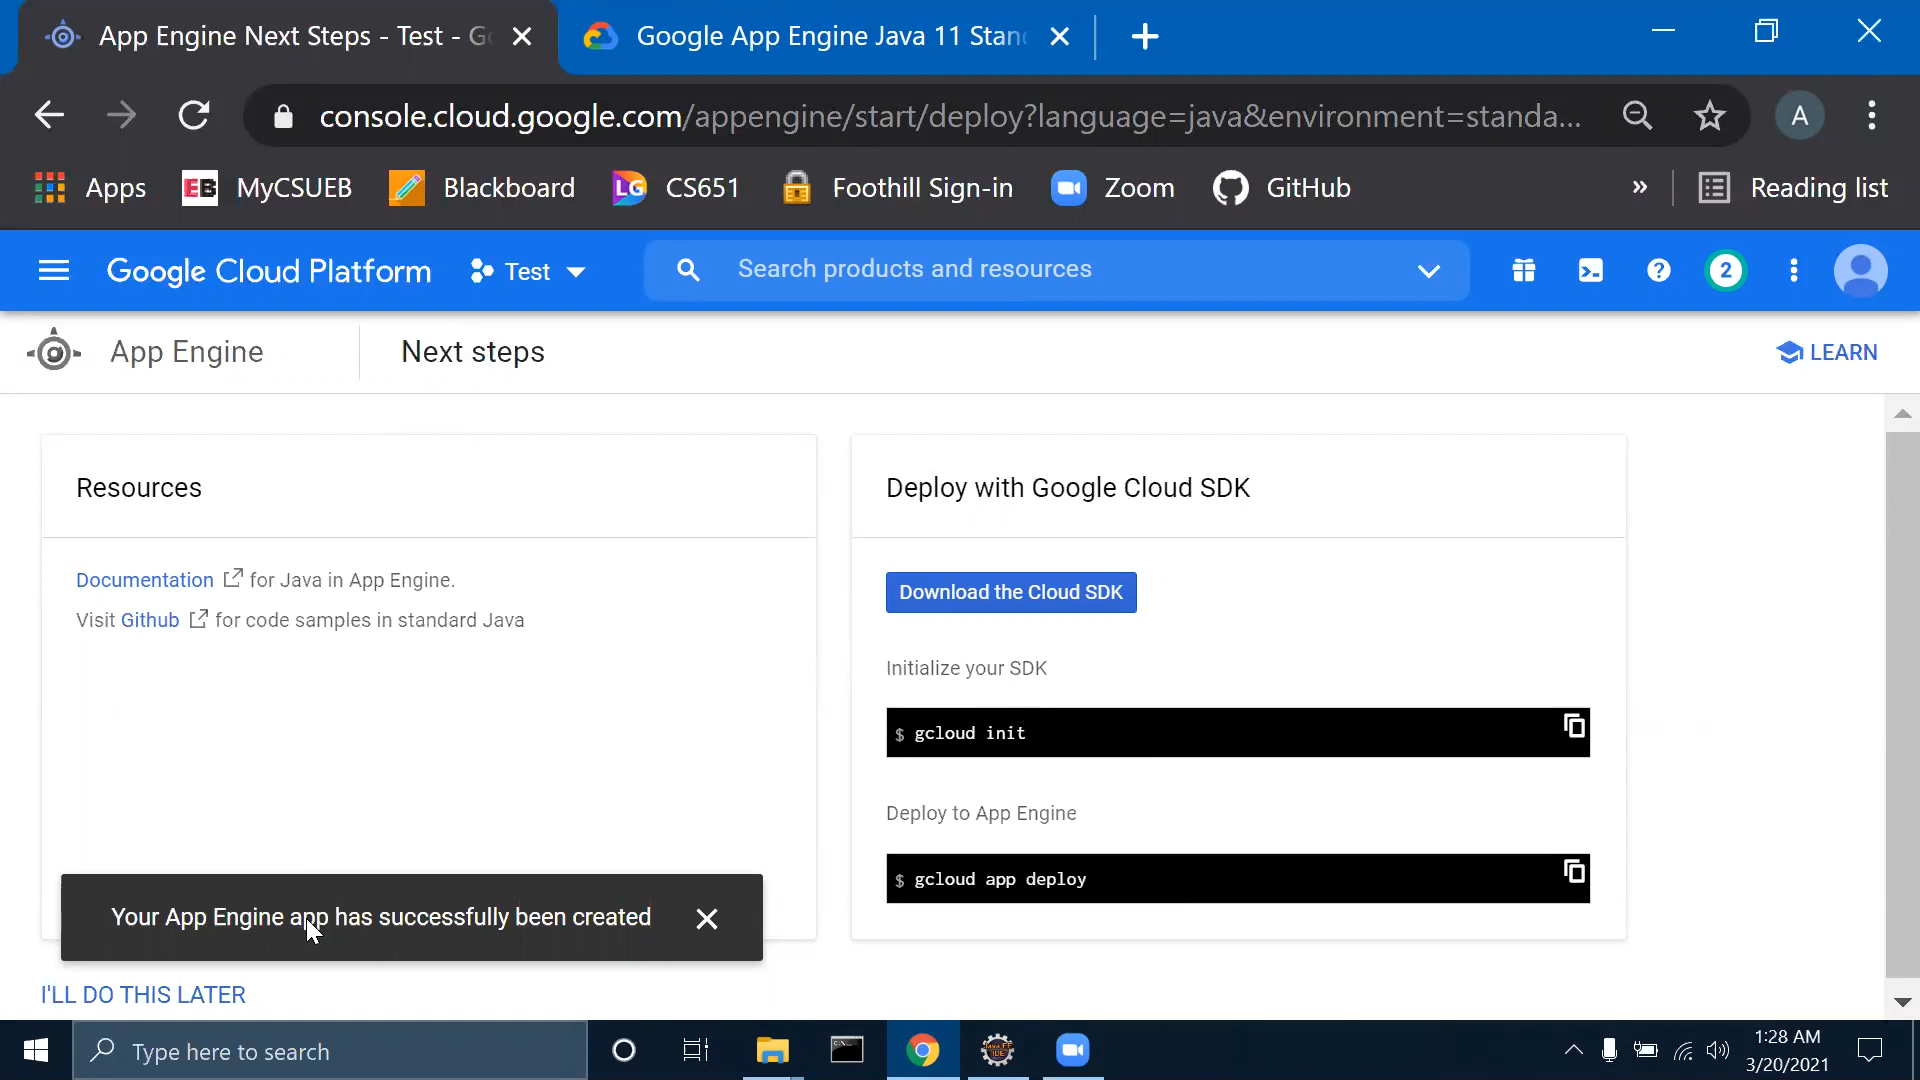 App Engine Next Steps - Test - Go
Google App Engine Java 11 Stan
console.cloud.google.com/appengine/start/deploy?language=java&environment=standa...
A
Apps
EB MyCSUEB
Blackboard
LG CS651
Foothill Sign-in
Zoom
GitHub
»
Reading list
Google Cloud Platform
Test
Search products and resources
2
App Engine
Next steps
LEARN
Resources
Documentation for Java in App Engine.
Visit Github for code samples in standard Java
Deploy with Google Cloud SDK
Download the Cloud SDK
Initialize your SDK
$ gcloud init
Deploy to App Engine
$ gcloud app deploy
Your App Engine app has successfully been created
I'LL DO THIS LATER
Type here to search
1:28 AM
3/20/2021